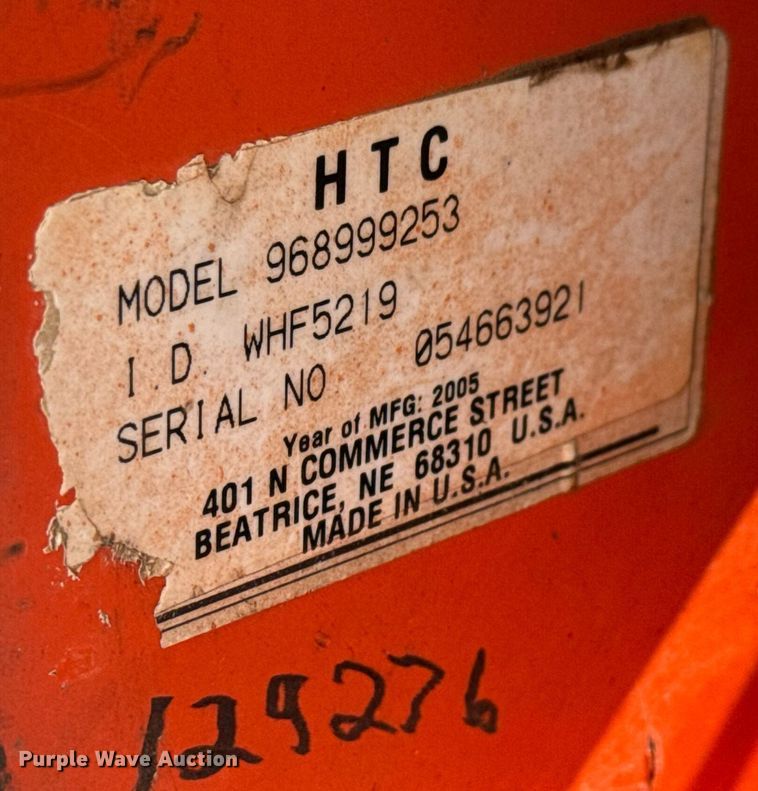 HTC
MODEL 968999253
I.D. WHF5219
SERIAL NO 054663921
Year of MFG: 2005
401 N COMMERCE STREET
BEATRICE, NE 68310 U.S.A.
MADE IN U.S.A.
129276
Purple Wave Auction